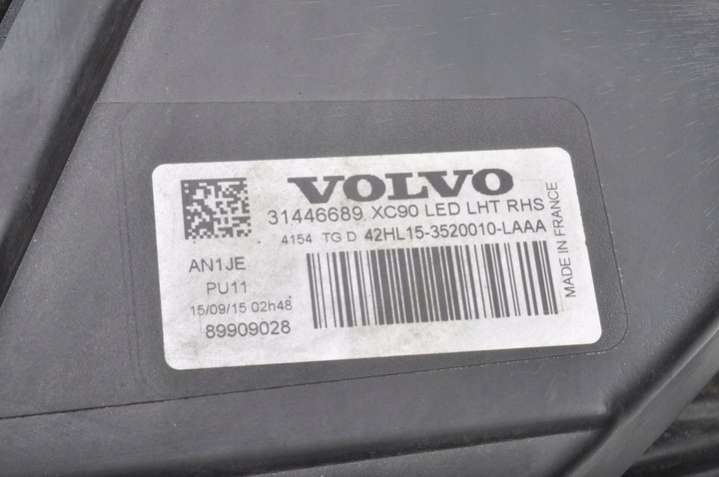 VOLVO
31446689 XC90 LED LHT RHS
4154 TG D 42HL15-3520010-LAAA
AN1JE
PU11
15/09/15 02h48
89909028
MADE IN FRANCE